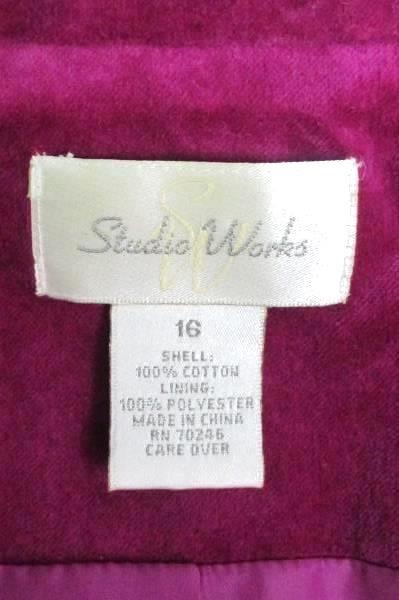 Studio Works
16
SHELL:
100% COTTON
LINING:
100% POLYESTER
MADE IN CHINA
RN 70246
CARE OVER